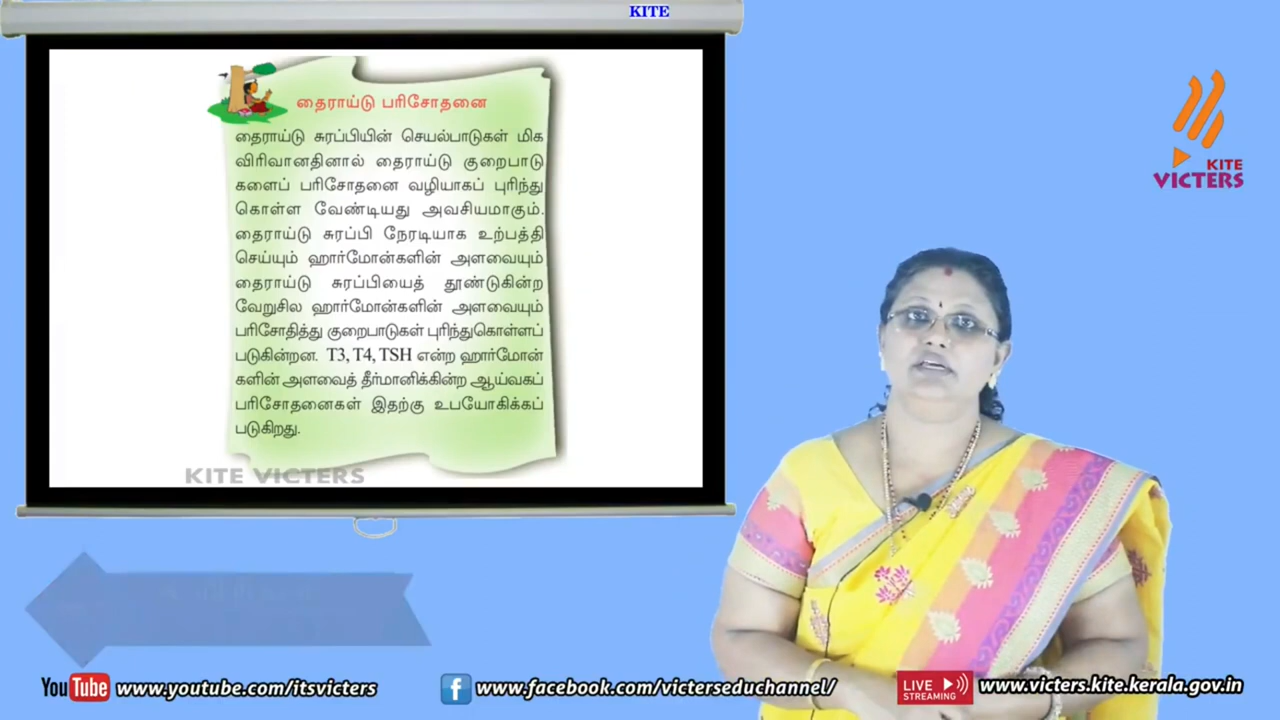 KITE
தைராய்டு பரிசோதனை
தைராய்டு சுரப்பியின் செயல்பாடுகள் மிக
விரிவானதினால் தைராய்டு குறைபாடு
களைப் பரிசோதனை வழியாகப் புரிந்து
கொள்ள வேண்டியது அவசியமாகும்.
தைராய்டு சுரப்பி நேரடியாக உற்பத்தி
செய்யும் ஹார்மோன்களின் அளவையும்
தைராய்டு சுரப்பியைத் தூண்டுகின்ற
வேறுசில ஹார்மோன்களின் அளவையும்
பரிசோதித்து குறைபாடுகள் புரிந்துகொள்ளப்
படுகின்றன. T3, T4, TSH என்ற ஹார்மோன்
களின் அளவைத் தீர்மானிக்கின்ற ஆய்வகப்
பரிசோதனைகள் இதற்கு உபயோகிக்கப்
படுகிறது.
KITE VICTERS
KITE
VICTERS
YouTube www.youtube.com/itsvicters
f www.facebook.com/victerseduchannel/
LIVE
STREAMING
www.victers.kite.kerala.gov.in